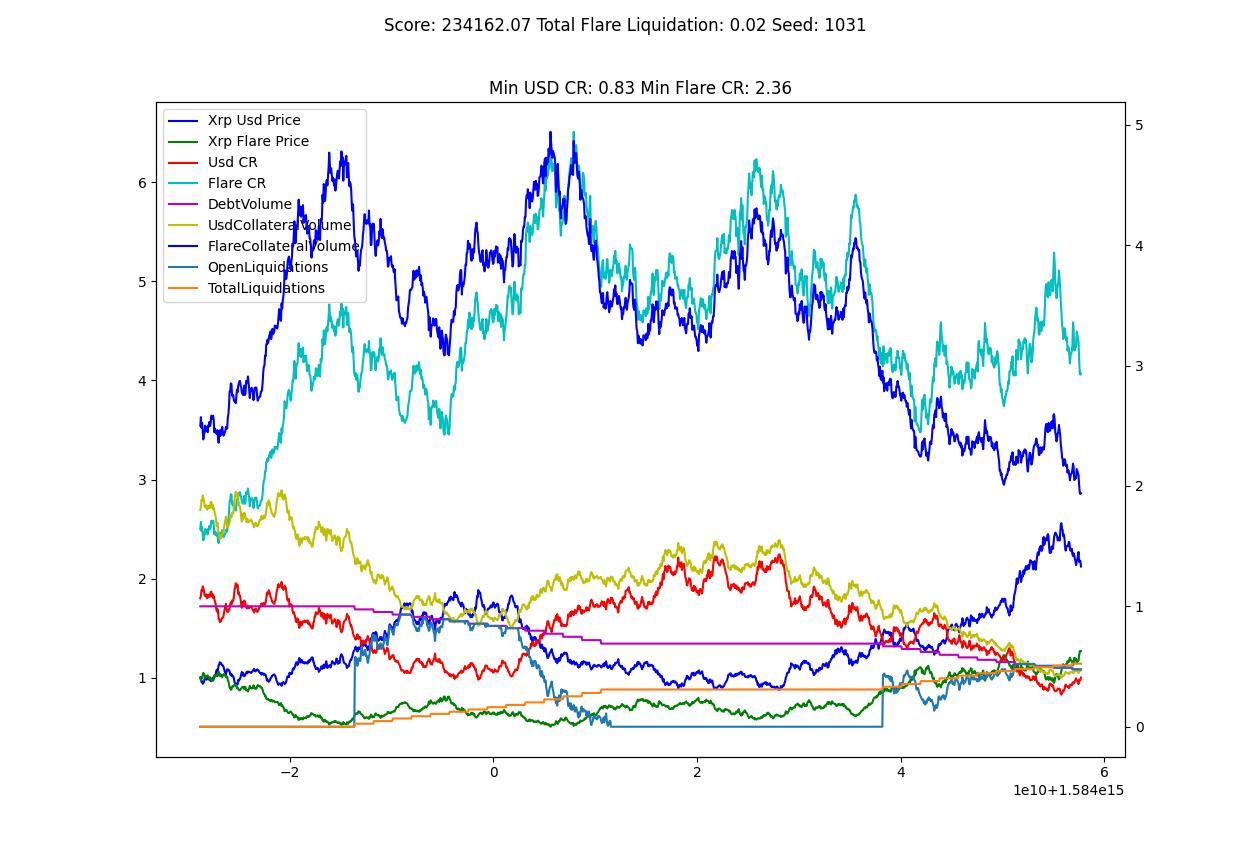 Score: 234162.07 Total Flare Liquidation: 0.02 Seed: 1031
Min USD CR: 0.83 Min Flare CR: 2.36
Xrp Usd Price
Xrp Flare Price
Usd CR
Flare CR
DebtVolume
UsdCollateralVolume
FlareCollateralVolume
OpenLiquidations
TotalLiquidations
6
5
4
3
2
1
5
4
3
2
1
0
−2
0
2
4
6
1e10+1.584e15